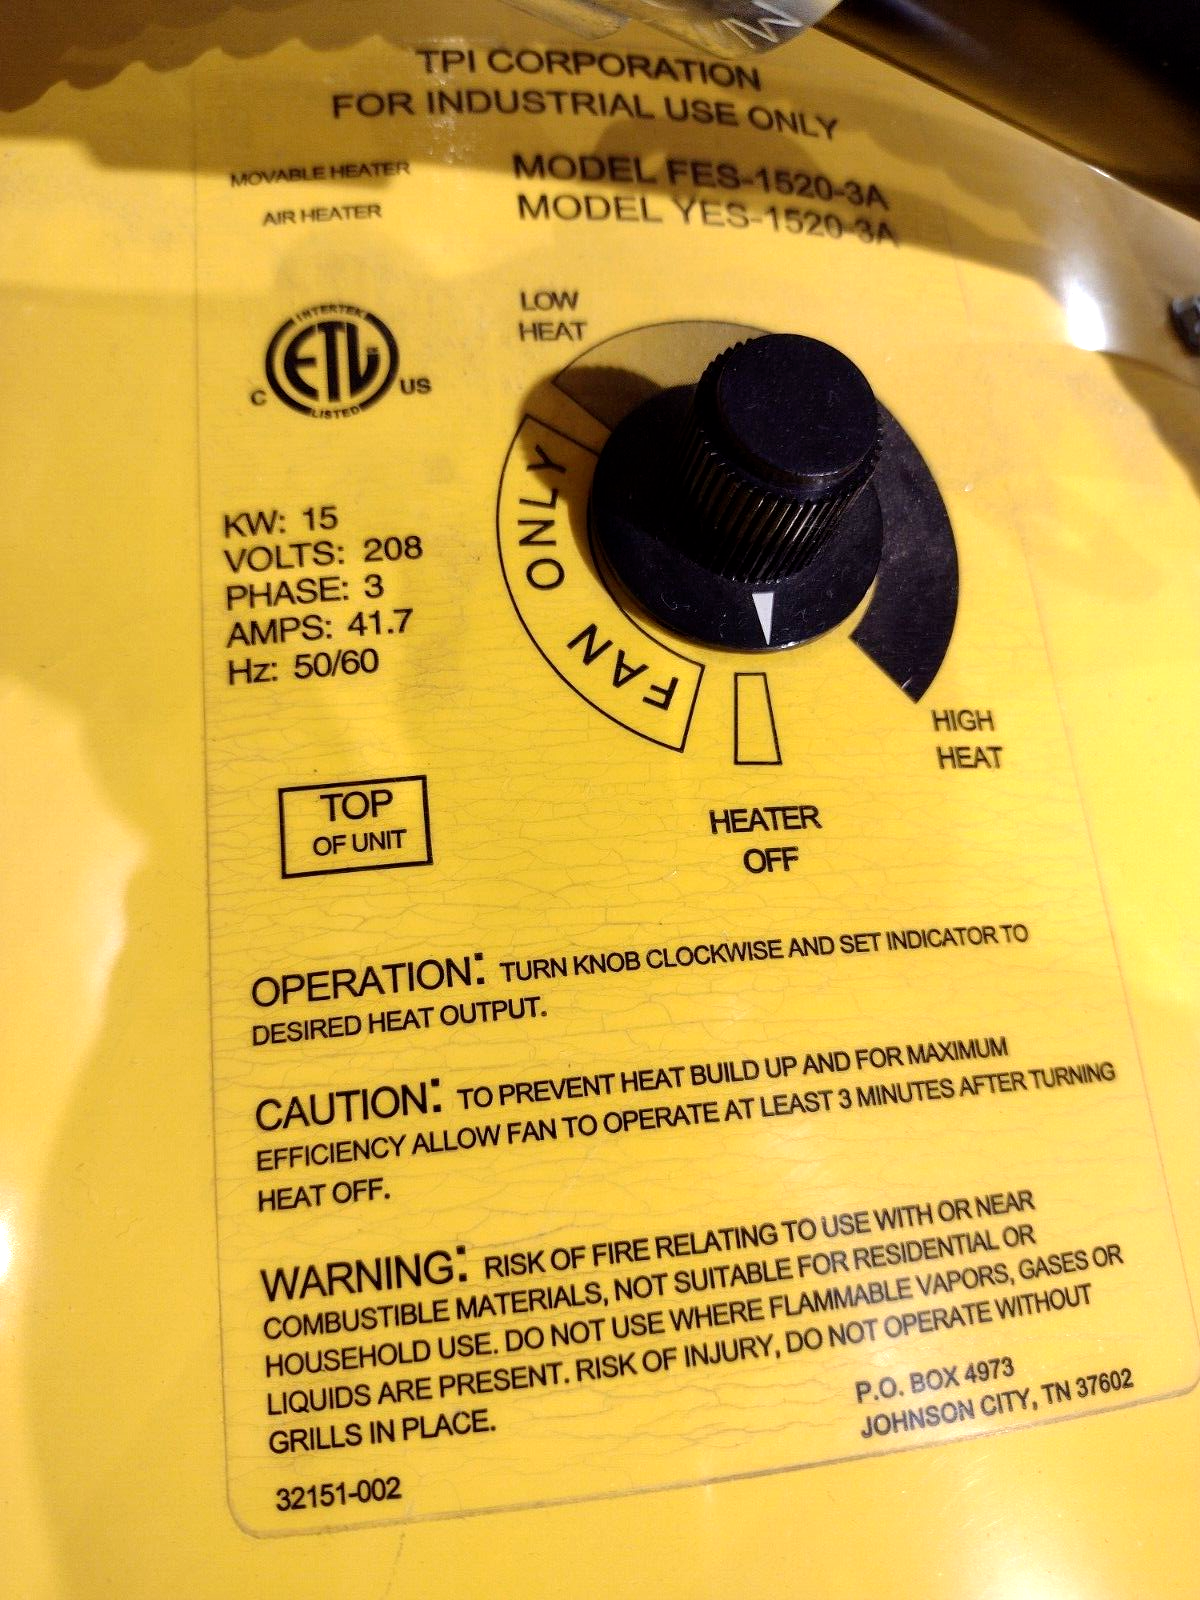 TPI CORPORATION
FOR INDUSTRIAL USE ONLY
MOVABLE HEATER
AIR HEATER
MODEL FES-1520-3A
MODEL YES-1520-3A
LOW
HEAT
INTERTEK
C ETL US
LISTED
ONLY
FAN
KW: 15
VOLTS: 208
PHASE: 3
AMPS: 41.7
Hz: 50/60
HIGH
HEAT
TOP
OF UNIT
HEATER
OFF
OPERATION: TURN KNOB CLOCKWISE AND SET INDICATOR TO
DESIRED HEAT OUTPUT.
CAUTION: TO PREVENT HEAT BUILD UP AND FOR MAXIMUM
EFFICIENCY ALLOW FAN TO OPERATE AT LEAST 3 MINUTES AFTER TURNING
HEAT OFF.
WARNING: RISK OF FIRE RELATING TO USE WITH OR NEAR
COMBUSTIBLE MATERIALS, NOT SUITABLE FOR RESIDENTIAL OR
HOUSEHOLD USE. DO NOT USE WHERE FLAMMABLE VAPORS, GASES OR
LIQUIDS ARE PRESENT. RISK OF INJURY, DO NOT OPERATE WITHOUT
GRILLS IN PLACE.
P.O. BOX 4973
JOHNSON CITY, TN 37602
32151-002